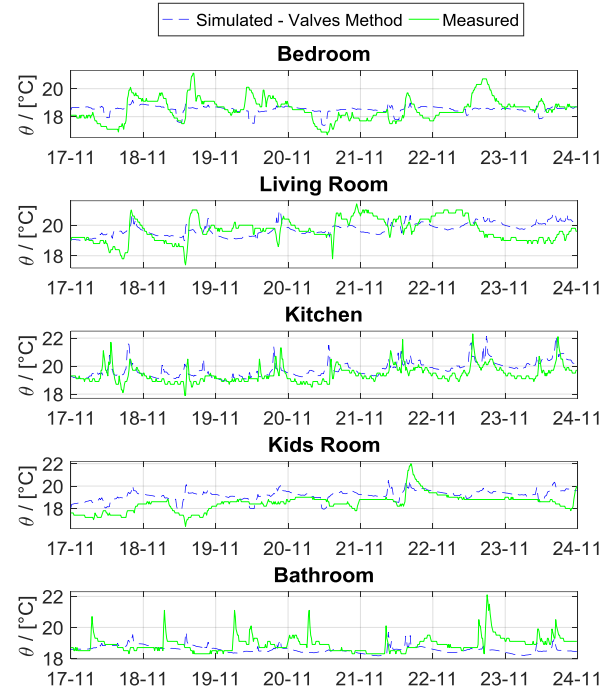 Simulated - Valves Method Measured
Bedroom
θ / [°C]
20
18
17-11 18-11 19-11 20-11 21-11 22-11 23-11 24-11
Living Room
θ / [°C]
20
18
17-11 18-11 19-11 20-11 21-11 22-11 23-11 24-11
Kitchen
θ / [°C]
22
20
18
17-11 18-11 19-11 20-11 21-11 22-11 23-11 24-11
Kids Room
θ / [°C]
22
20
18
17-11 18-11 19-11 20-11 21-11 22-11 23-11 24-11
Bathroom
θ / [°C]
22
20
18
17-11 18-11 19-11 20-11 21-11 22-11 23-11 24-11